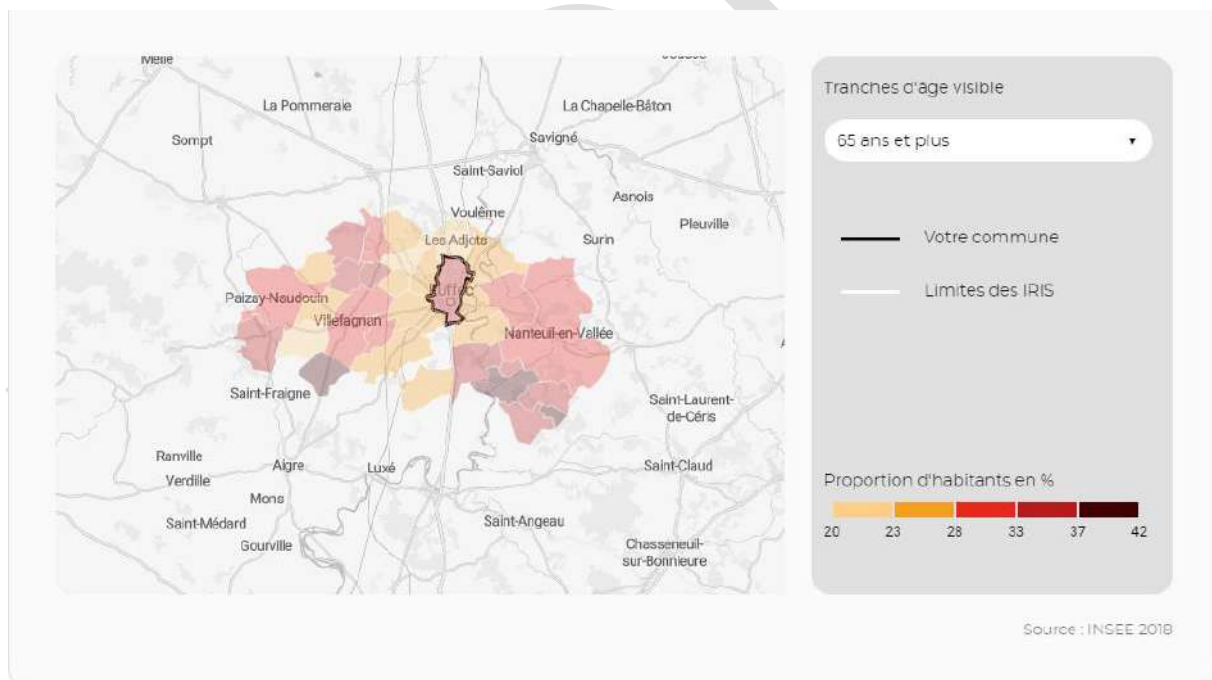 Melle
La Pommeraie
La Chapelle-Bâton
Sompt
Savigné
Saint-Saviol
Asnois
Voulême
Pleuville
Les Adjots
Surin
Paizay-Naudouin
Ruffec
Villefagnan
Nanteuil-en-Vallée
Saint-Fraigne
Saint-Laurent-
de-Céris
Ranville
Aigre
Luxé
Saint-Claud
Verdille
Mons
Saint-Médard
Saint-Angeau
Gourville
Chasseneuil-
sur-Bonnieure
Tranches d'âge visible
65 ans et plus
Votre commune
Limites des IRIS
Proportion d'habitants en %
20 23 28 33 37 42
Source : INSEE 2018